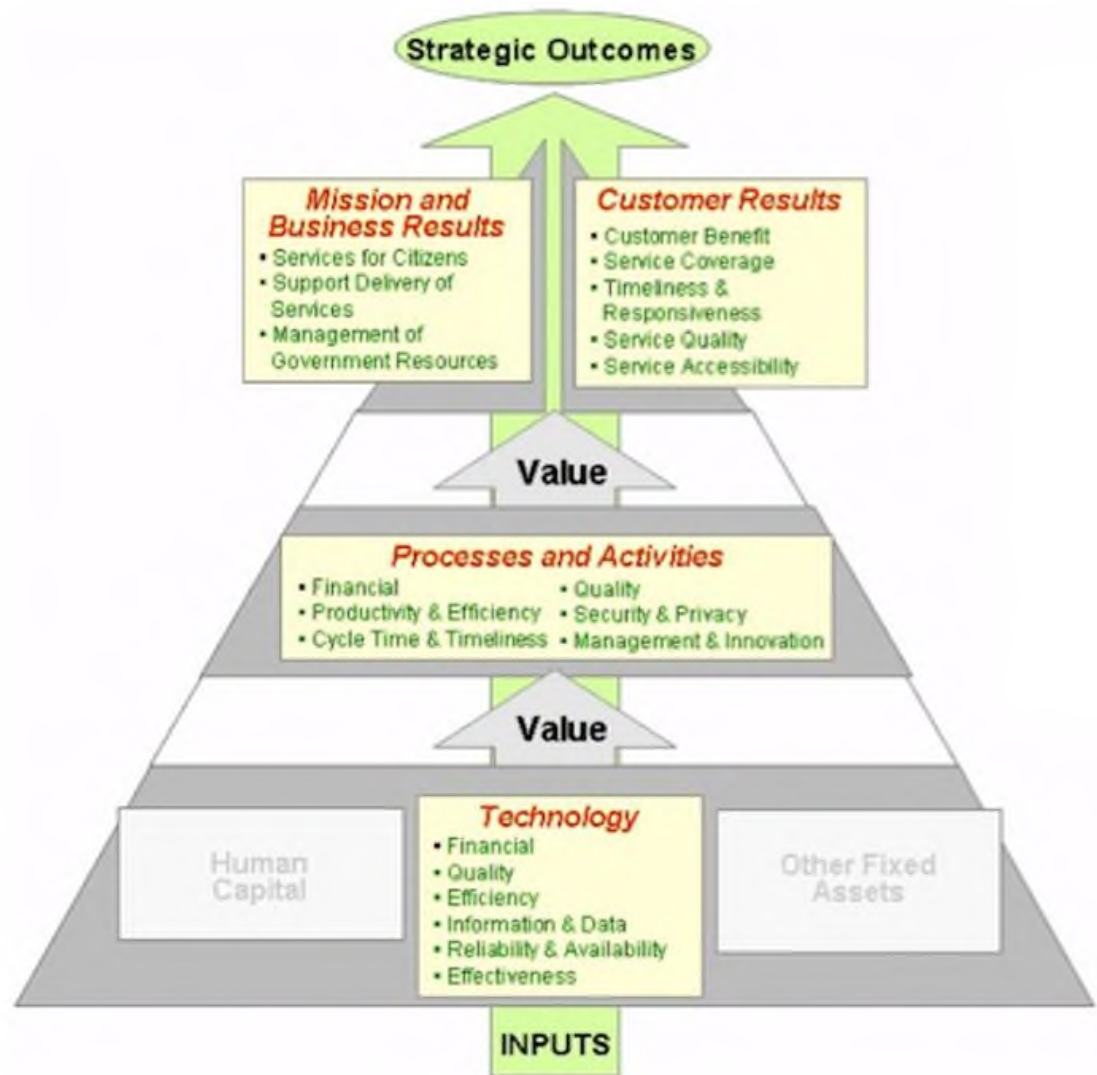 Strategic Outcomes
Mission and
Business Results
▪ Services for Citizens
▪ Support Delivery of
Services
▪ Management of
Government Resources
Customer Results
▪ Customer Benefit
▪ Service Coverage
▪ Timeliness &
Responsiveness
▪ Service Quality
▪ Service Accessibility
Value
Processes and Activities
▪ Financial
▪ Productivity & Efficiency
▪ Cycle Time & Timeliness
▪ Quality
▪ Security & Privacy
▪ Management & Innovation
Value
Human
Capital
Technology
▪ Financial
▪ Quality
▪ Efficiency
▪ Information & Data
▪ Reliability & Availability
▪ Effectiveness
Other Fixed
Assets
INPUTS